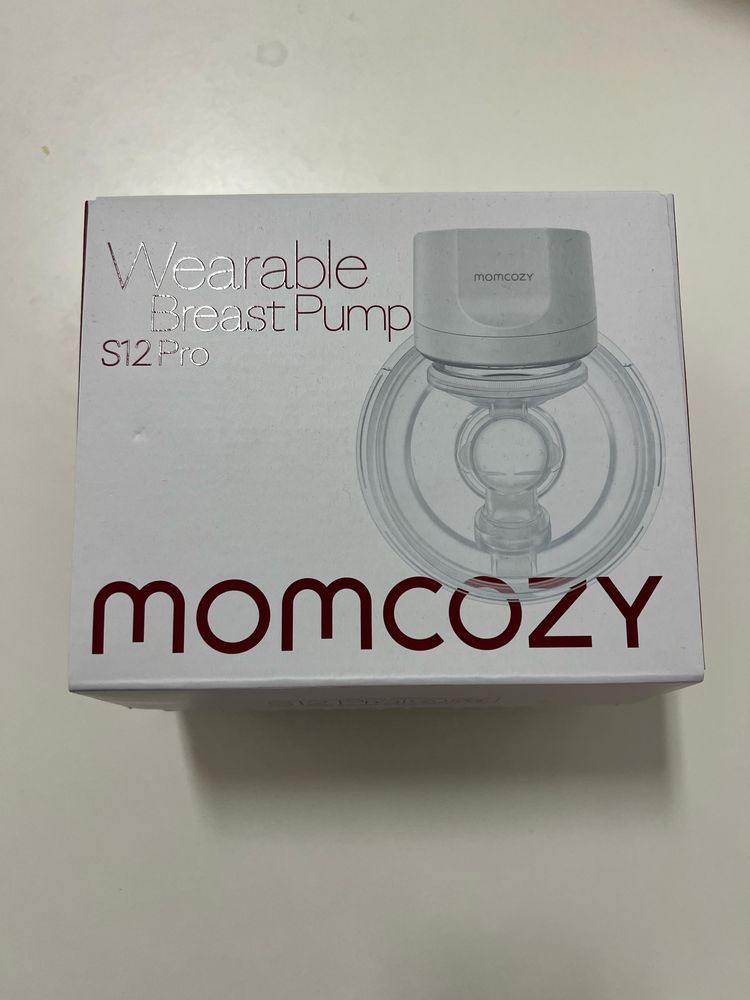 Wearable
Breast Pump
S12 Pro
momcozy
momcozy